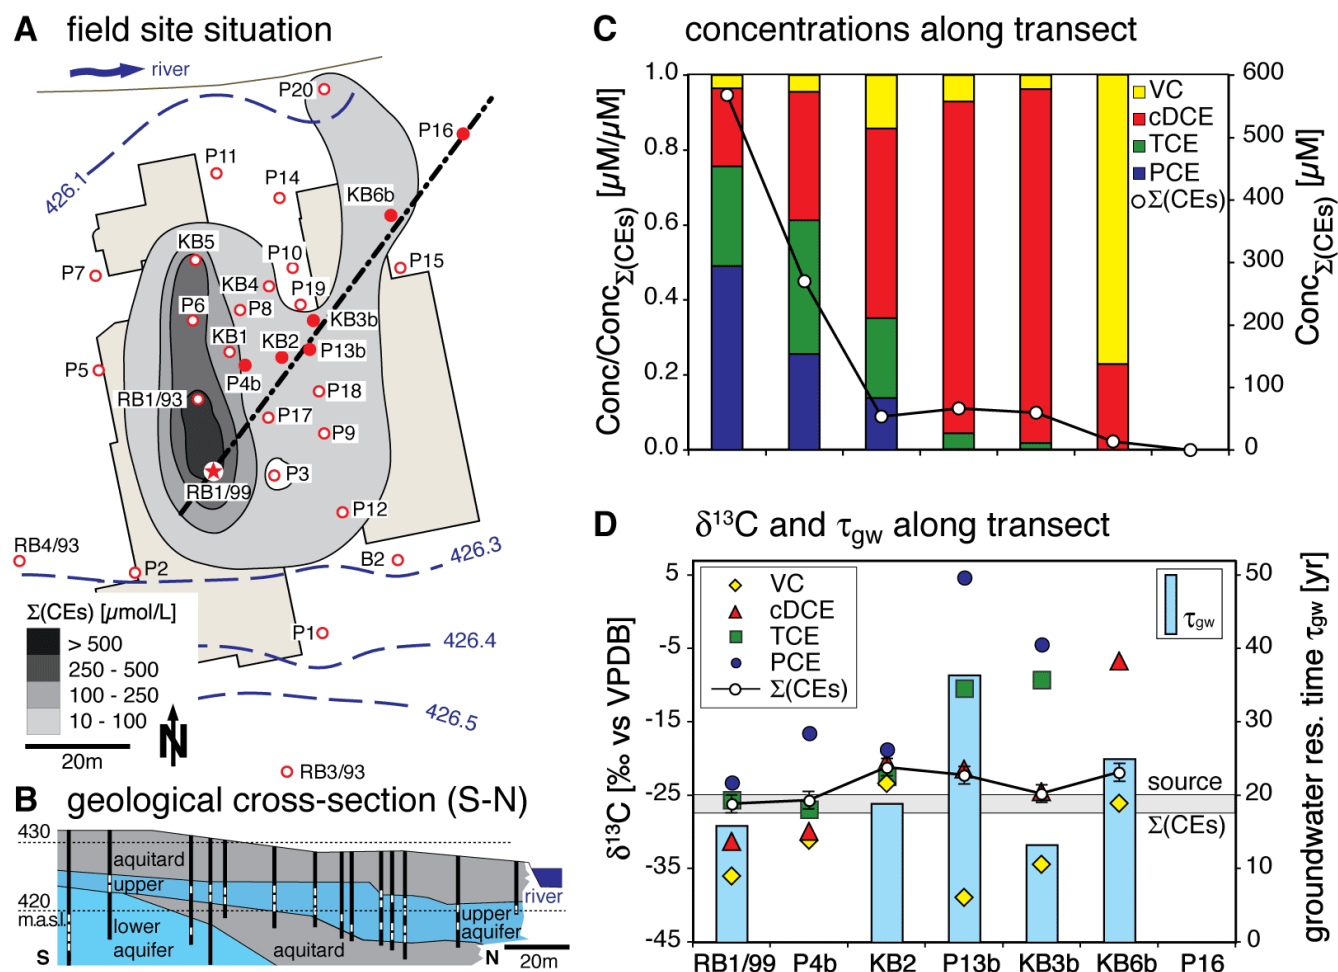 A field site situation
river
P20
P16
426.1
P11
P14
KB6b
KB5
P10
P15
P7
KB4
P19
P6
P8
KB3b
KB1
KB2
P13b
P5
P4b
P18
RB1/93
P17
P9
P3
RB1/99
P12
RB4/93
P2
B2
426.3
Σ(CEs) [µmol/L]
> 500
250 - 500
100 - 250
10 - 100
P1
426.4
426.5
N
20m
RB3/93
B geological cross-section (S-N)
430
aquitard
upper
river
420
m.a.s.l.
lower
aquifer
aquitard
upper
aquifer
S
N
20m
C concentrations along transect
Conc/ConcΣ(CEs) [µM/µM]
1.0
0.8
0.6
0.4
0.2
0.0
VC
cDCE
TCE
PCE
Σ(CEs)
600
500
400
300
200
100
0
ConcΣ(CEs) [µM]
D δ¹³C and τgw along transect
δ¹³C [‰ vs VPDB]
5
-5
-15
-25
-35
-45
VC
cDCE
TCE
PCE
Σ(CEs)
τgw
source
Σ(CEs)
50
40
30
20
10
0
groundwater res. time τgw [yr]
RB1/99 P4b KB2 P13b KB3b KB6b P16